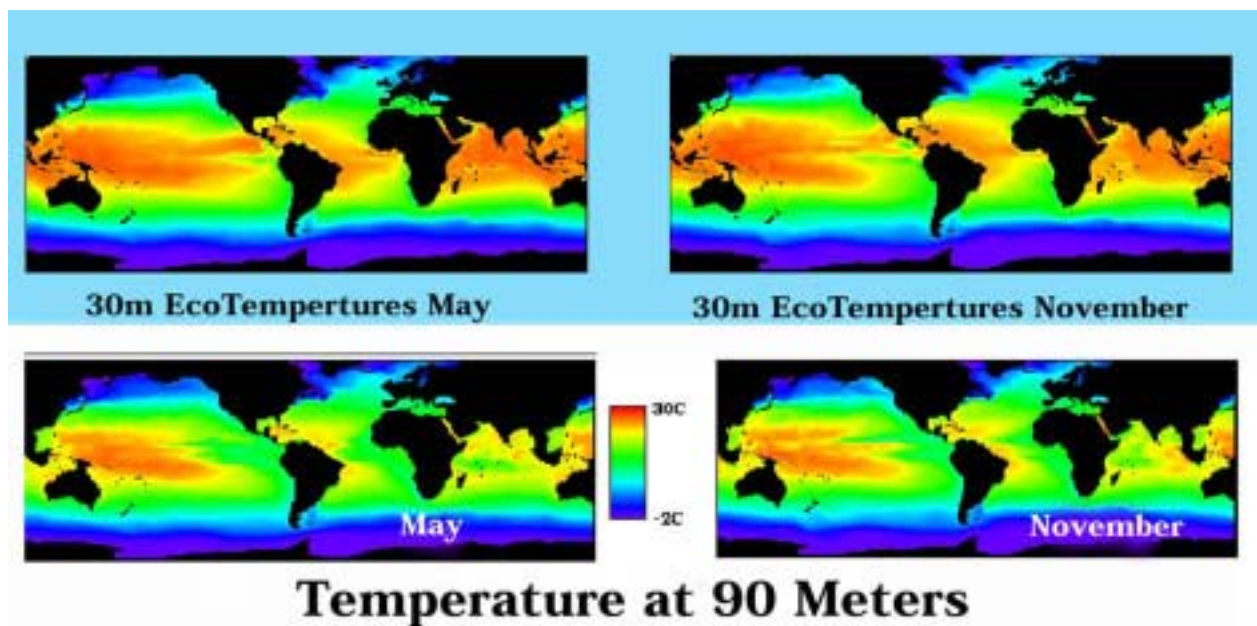 30m EcoTempertures May
30m EcoTempertures November
30C
-2C
May
November
Temperature at 90 Meters